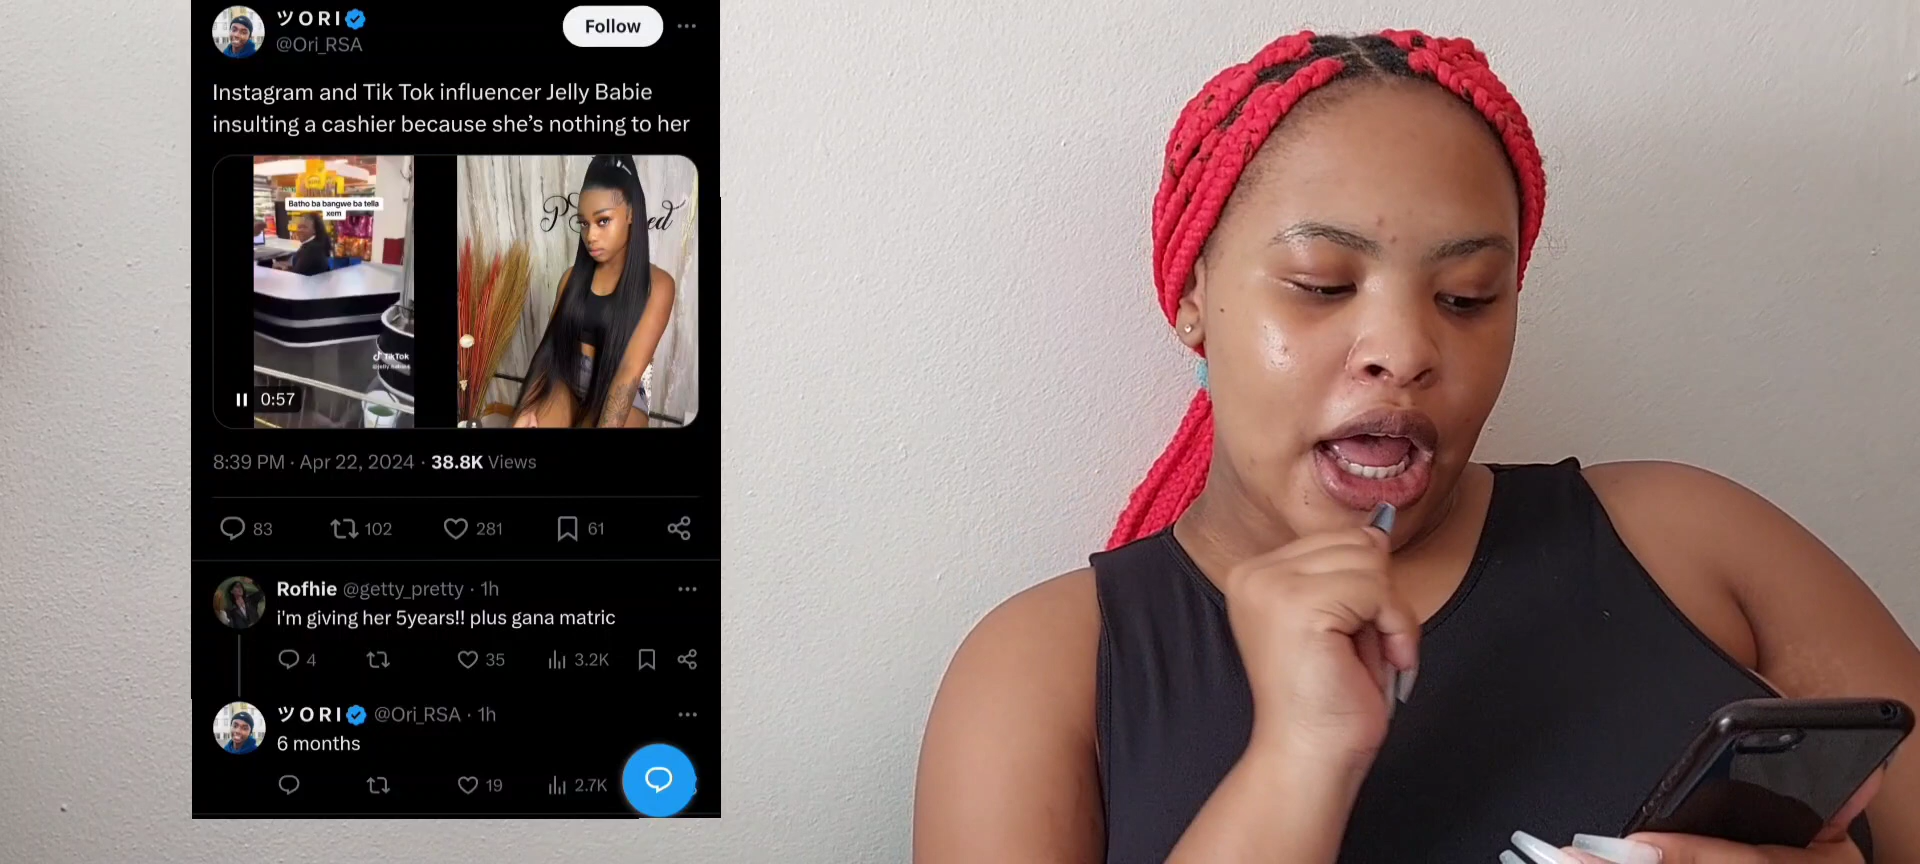 ツ O R I
@Ori_RSA
Follow
Instagram and Tik Tok influencer Jelly Babie
insulting a cashier because she's nothing to her
Batho ba bangwe ba tella
xem
TikTok
0:57
8:39 PM · Apr 22, 2024 · 38.8K Views
83 102 281 61
Rofhie @getty_pretty · 1h
i'm giving her 5years!! plus gana matric
4 35 3.2K
ツ O R I @Ori_RSA · 1h
6 months
19 2.7K